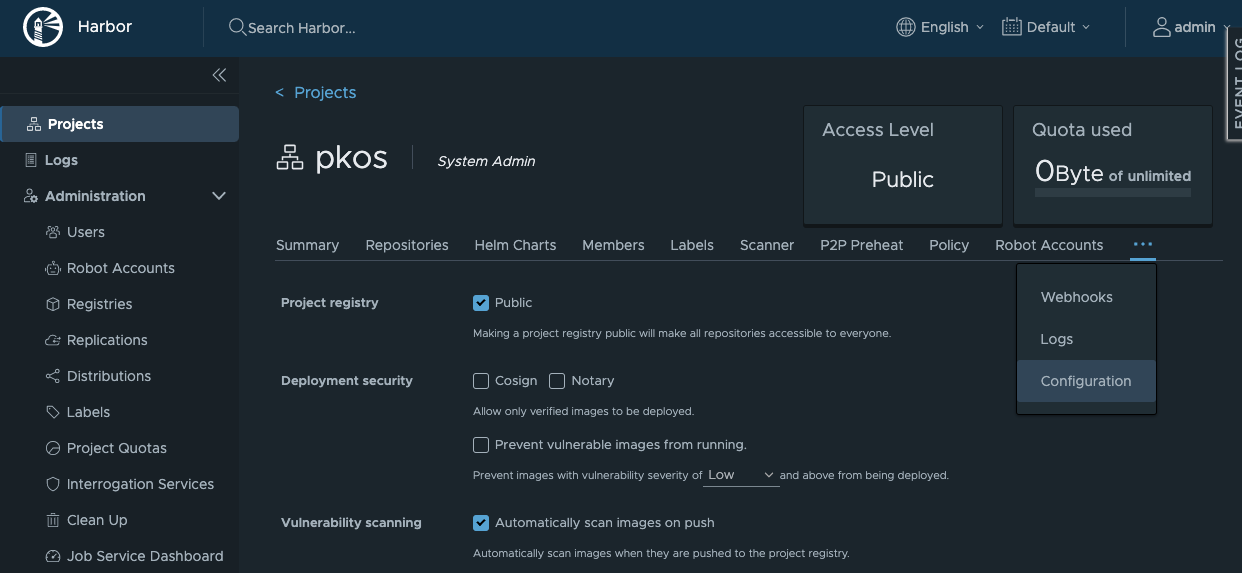 Harbor
Search Harbor...
English
Default
admin
EVENT LOG
Projects
Logs
Administration
Users
Robot Accounts
Registries
Replications
Distributions
Labels
Project Quotas
Interrogation Services
Clean Up
Job Service Dashboard
< Projects
pkos
System Admin
Access Level
Public
Quota used
0Byte of unlimited
Summary Repositories Helm Charts Members Labels Scanner P2P Preheat Policy Robot Accounts ...
Webhooks
Logs
Configuration
Project registry
Public
Making a project registry public will make all repositories accessible to everyone.
Deployment security
Cosign Notary
Allow only verified images to be deployed.
Prevent vulnerable images from running.
Prevent images with vulnerability severity of Low and above from being deployed.
Vulnerability scanning
Automatically scan images on push
Automatically scan images when they are pushed to the project registry.